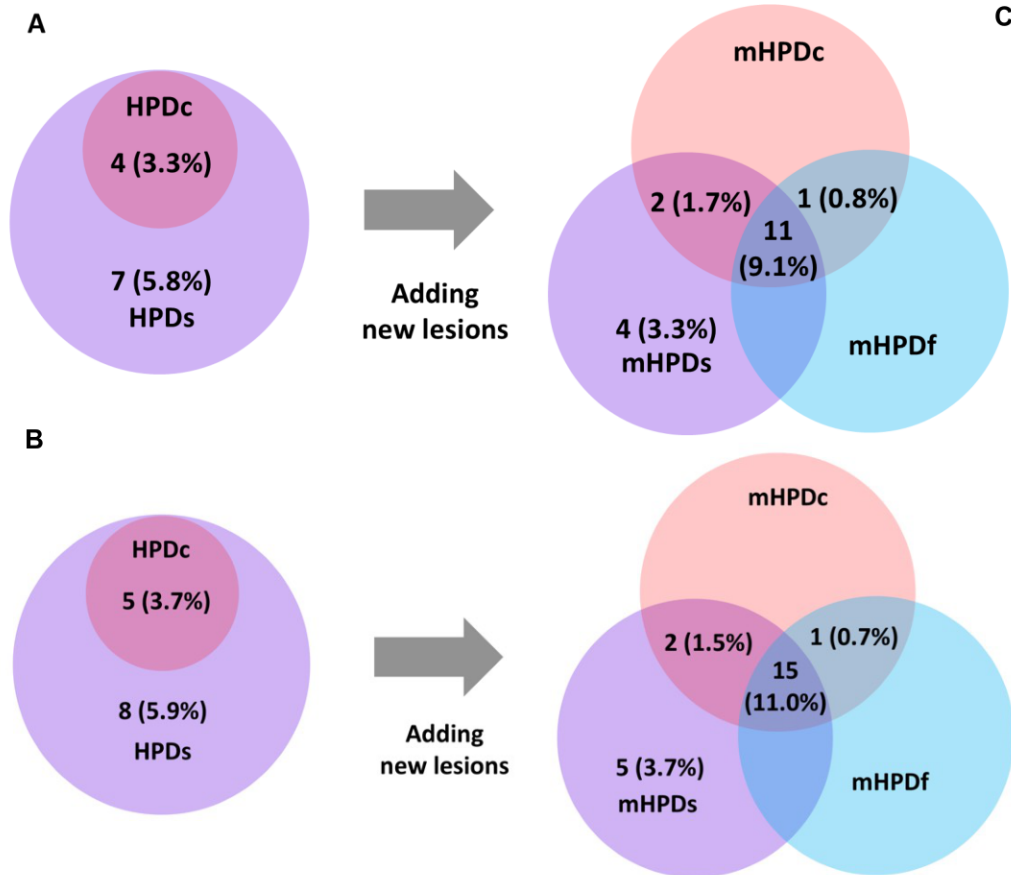 A
HPDc
4 (3.3%)
7 (5.8%)
HPDs
Adding
new lesions
C
mHPDc
2 (1.7%)
1 (0.8%)
11
(9.1%)
4 (3.3%)
mHPDs
mHPDf
B
HPDc
5 (3.7%)
8 (5.9%)
HPDs
Adding
new lesions
mHPDc
2 (1.5%)
1 (0.7%)
15
(11.0%)
5 (3.7%)
mHPDs
mHPDf